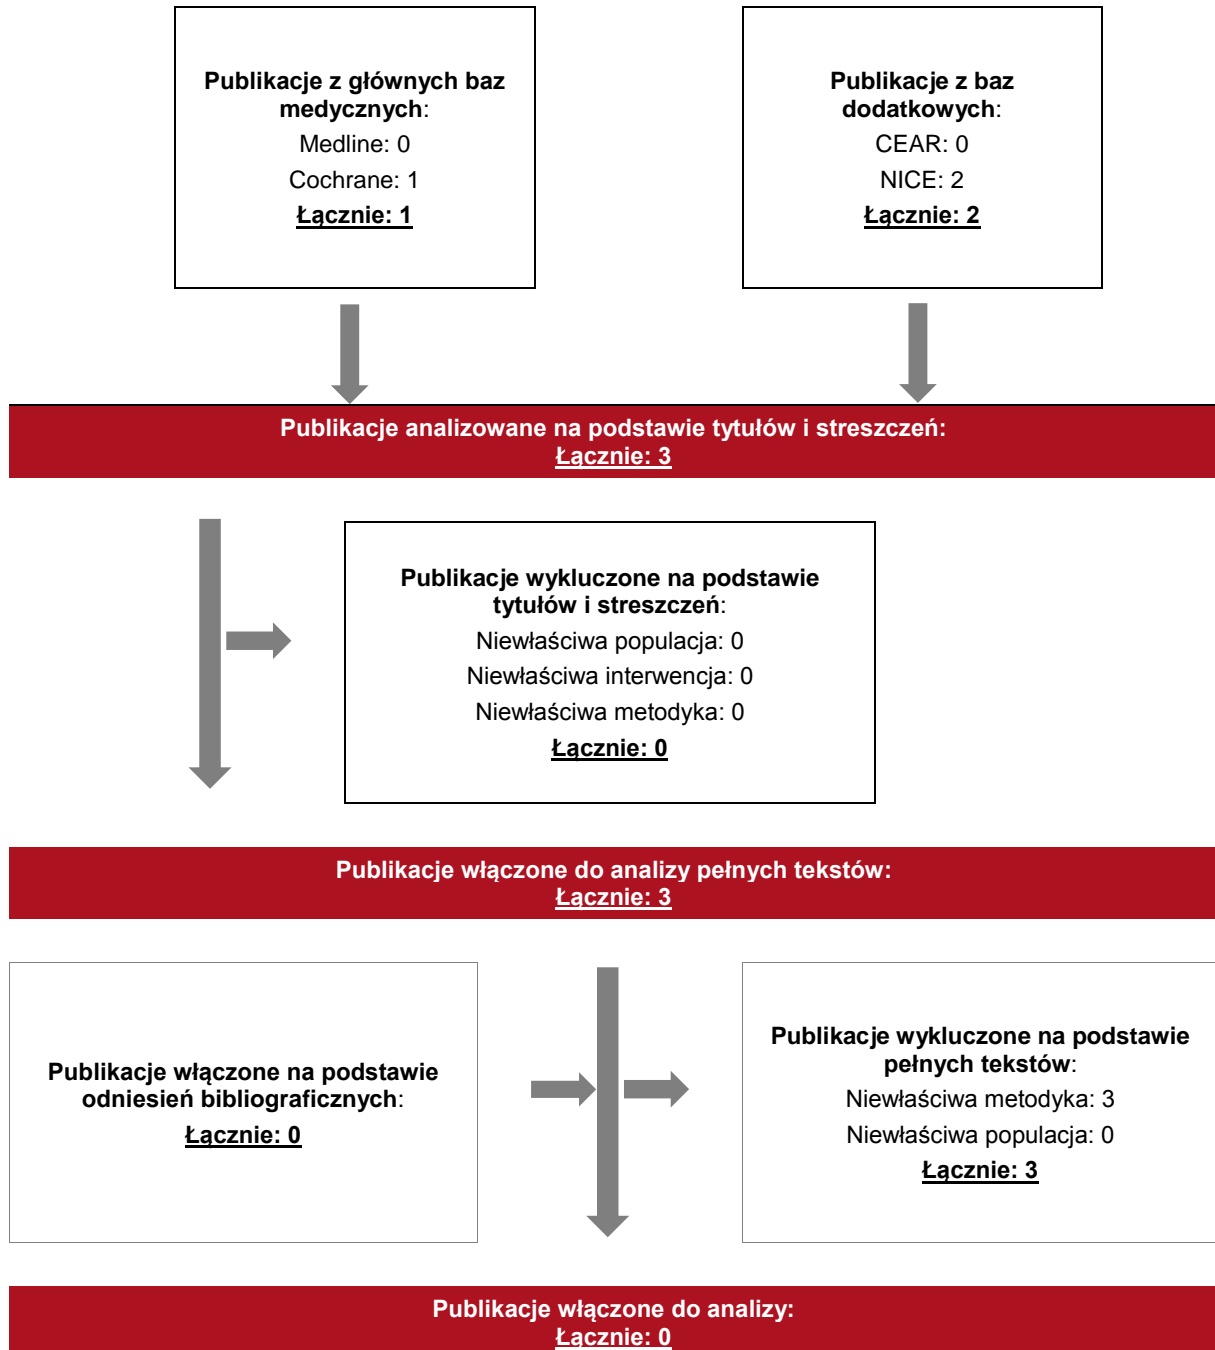 Publikacje z głównych baz
medycznych:
Medline: 0
Cochrane: 1
Łącznie: 1
Publikacje z baz
dodatkowych:
CEAR: 0
NICE: 2
Łącznie: 2
Publikacje analizowane na podstawie tytułów i streszczeń:
Łącznie: 3
Publikacje wykluczone na podstawie
tytułów i streszczeń:
Niewłaściwa populacja: 0
Niewłaściwa interwencja: 0
Niewłaściwa metodyka: 0
Łącznie: 0
Publikacje włączone do analizy pełnych tekstów:
Łącznie: 3
Publikacje włączone na podstawie
odniesień bibliograficznych:
Łącznie: 0
Publikacje wykluczone na podstawie
pełnych tekstów:
Niewłaściwa metodyka: 3
Niewłaściwa populacja: 0
Łącznie: 3
Publikacje włączone do analizy:
Łącznie: 0